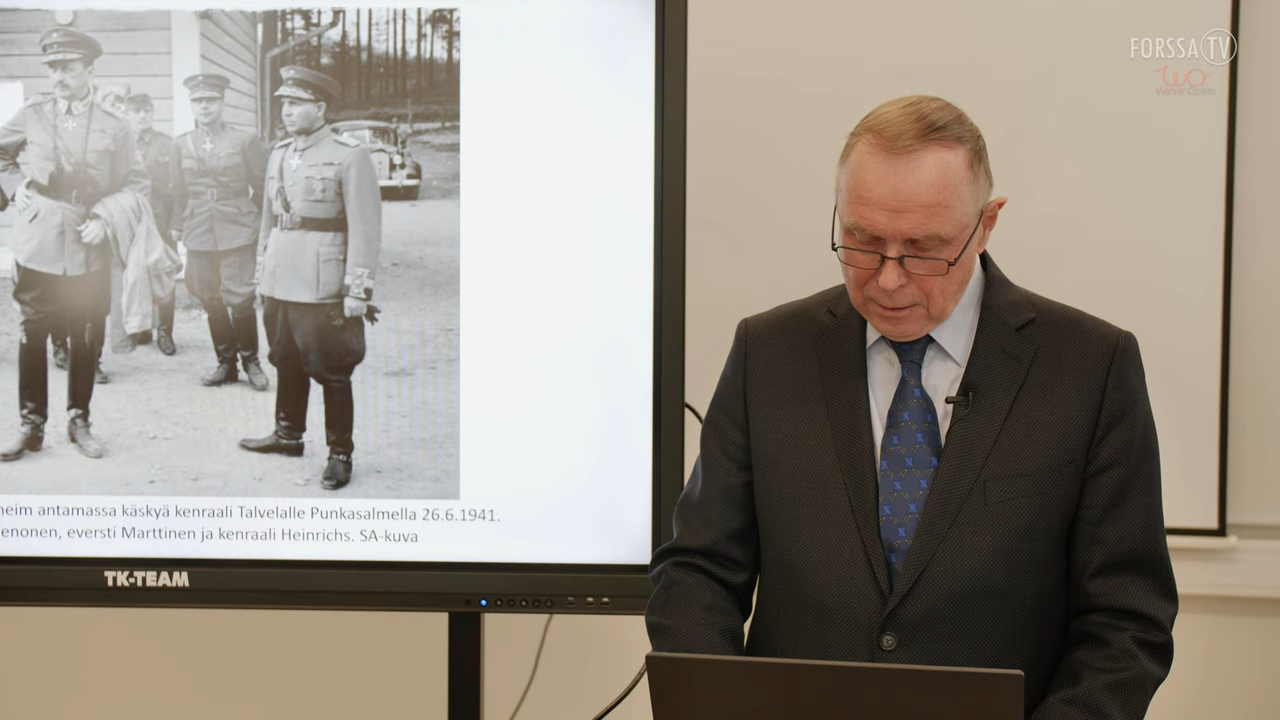 FORSSA TV
WahrenOpisto
heim antamassa käskyä kenraali Talvelalle Punkasalmella 26.6.1941.
enonen, eversti Marttinen ja kenraali Heinrichs. SA-kuva
TK-TEAM